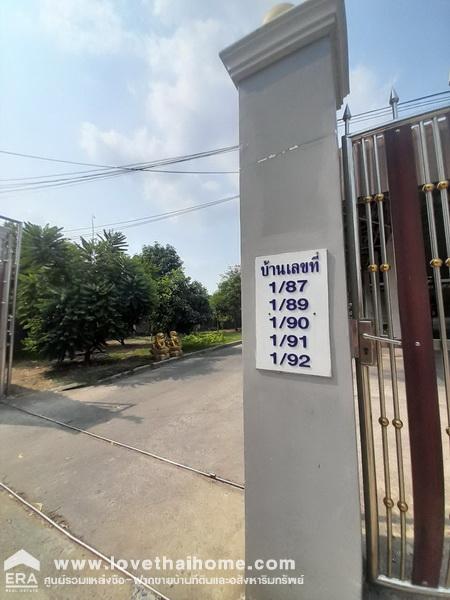 บ้านเลขที่
1/87
1/89
1/90
1/91
1/92
www.lovethaihome.com
ERA
REAL ESTATE
ศูนย์รวมแหล่งซื้อ-ฝากขายบ้านที่ดินและอสังหาริมทรัพย์